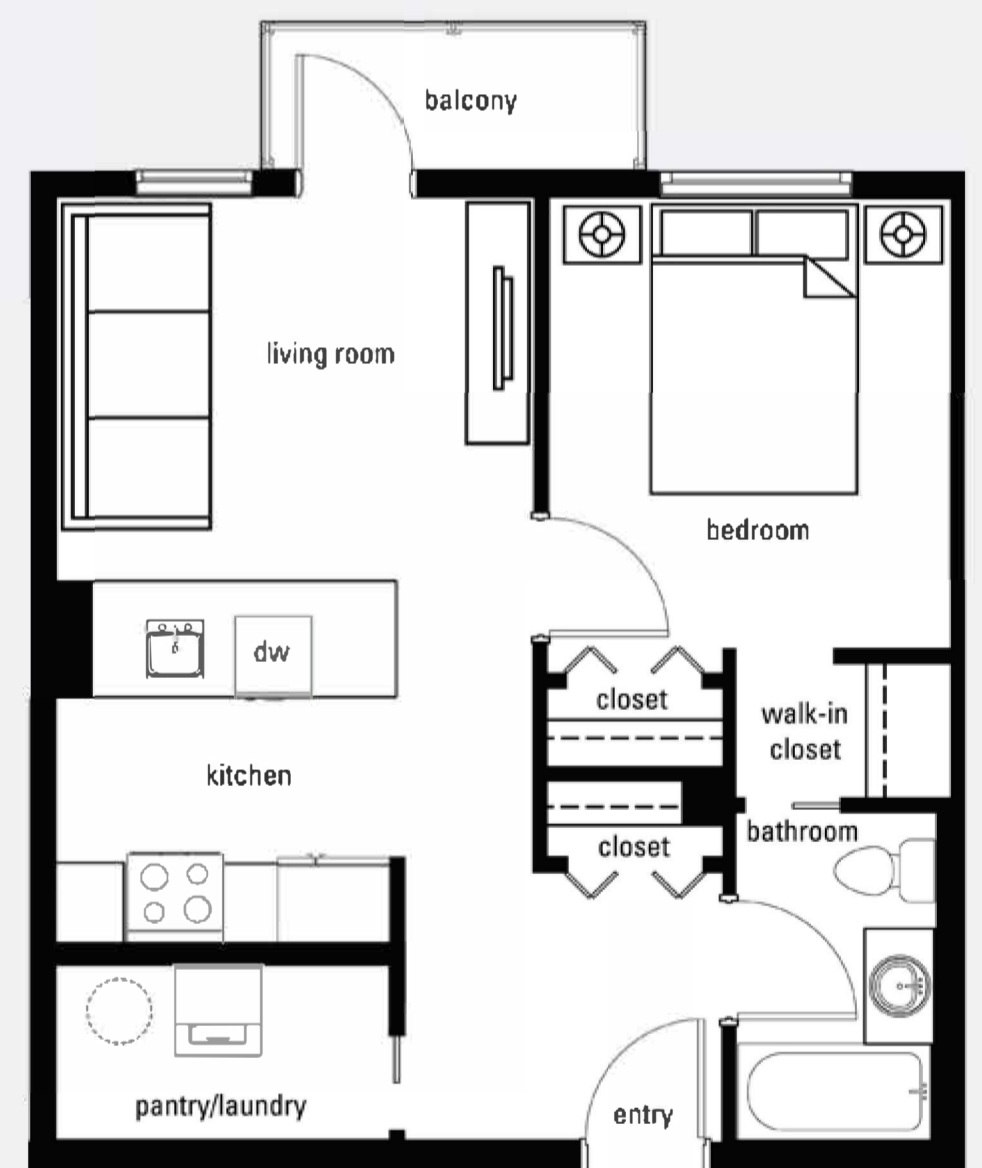 balcony
living room
bedroom
dw
closet
walk-in
closet
kitchen
bathroom
closet
pantry/laundry
entry